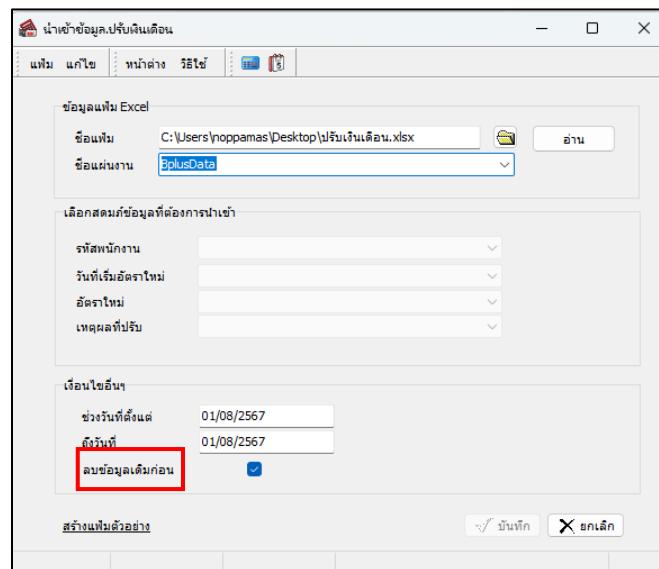 นำเข้าข้อมูล.ปรับเงินเดือน
แฟ้ม แก้ไข หน้าต่าง วิธีใช้
ข้อมูลแฟ้ม Excel
ชื่อแฟ้ม C:\Users\noppamas\Desktop\ปรับเงินเดือน.xlsx อ่าน
ชื่อแผ่นงาน BplusData
เลือกสดมภ์ข้อมูลที่ต้องการนำเข้า
รหัสพนักงาน
วันที่เริ่มอัตราใหม่
อัตราใหม่
เหตุผลที่ปรับ
เงื่อนไขอื่นๆ
ช่วงวันที่ตั้งแต่ 01/08/2567
ถึงวันที่ 01/08/2567
ลบข้อมูลเดิมก่อน
สร้างแฟ้มตัวอย่าง บันทึก ยกเลิก